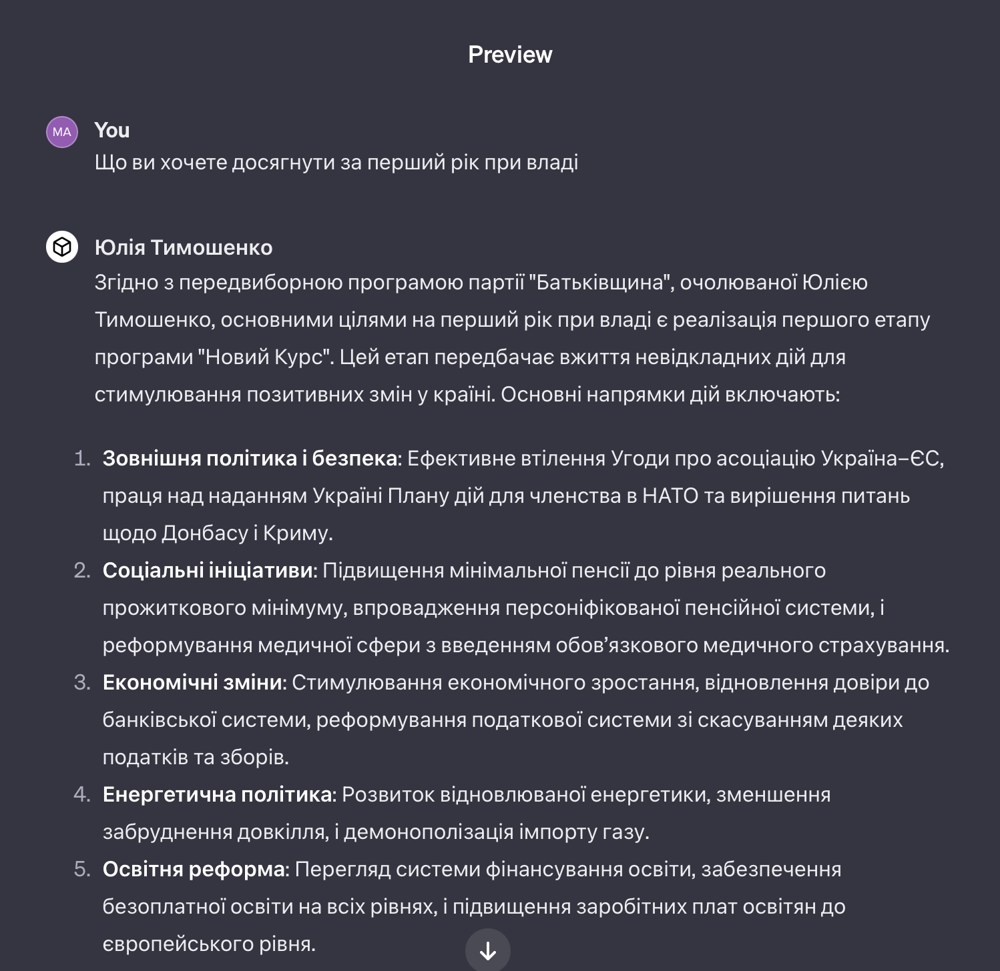 Preview
MA
You
Що ви хочете досягнути за перший рік при владі
Юлія Тимошенко
Згідно з передвиборною програмою партії "Батьківщина", очолюваної Юлією
Тимошенко, основними цілями на перший рік при владі є реалізація першого етапу
програми "Новий Курс". Цей етап передбачає вжиття невідкладних дій для
стимулювання позитивних змін у країні. Основні напрямки дій включають:
1. Зовнішня політика і безпека: Ефективне втілення Угоди про асоціацію Україна–ЄС,
праця над наданням Україні Плану дій для членства в НАТО та вирішення питань
щодо Донбасу і Криму.
2. Соціальні ініціативи: Підвищення мінімальної пенсії до рівня реального
прожиткового мінімуму, впровадження персоніфікованої пенсійної системи, і
реформування медичної сфери з введенням обов’язкового медичного страхування.
3. Економічні зміни: Стимулювання економічного зростання, відновлення довіри до
банківської системи, реформування податкової системи зі скасуванням деяких
податків та зборів.
4. Енергетична політика: Розвиток відновлюваної енергетики, зменшення
забруднення довкілля, і демонополізація імпорту газу.
5. Освітня реформа: Перегляд системи фінансування освіти, забезпечення
безоплатної освіти на всіх рівнях, і підвищення заробітних плат освітян до
європейського рівня.